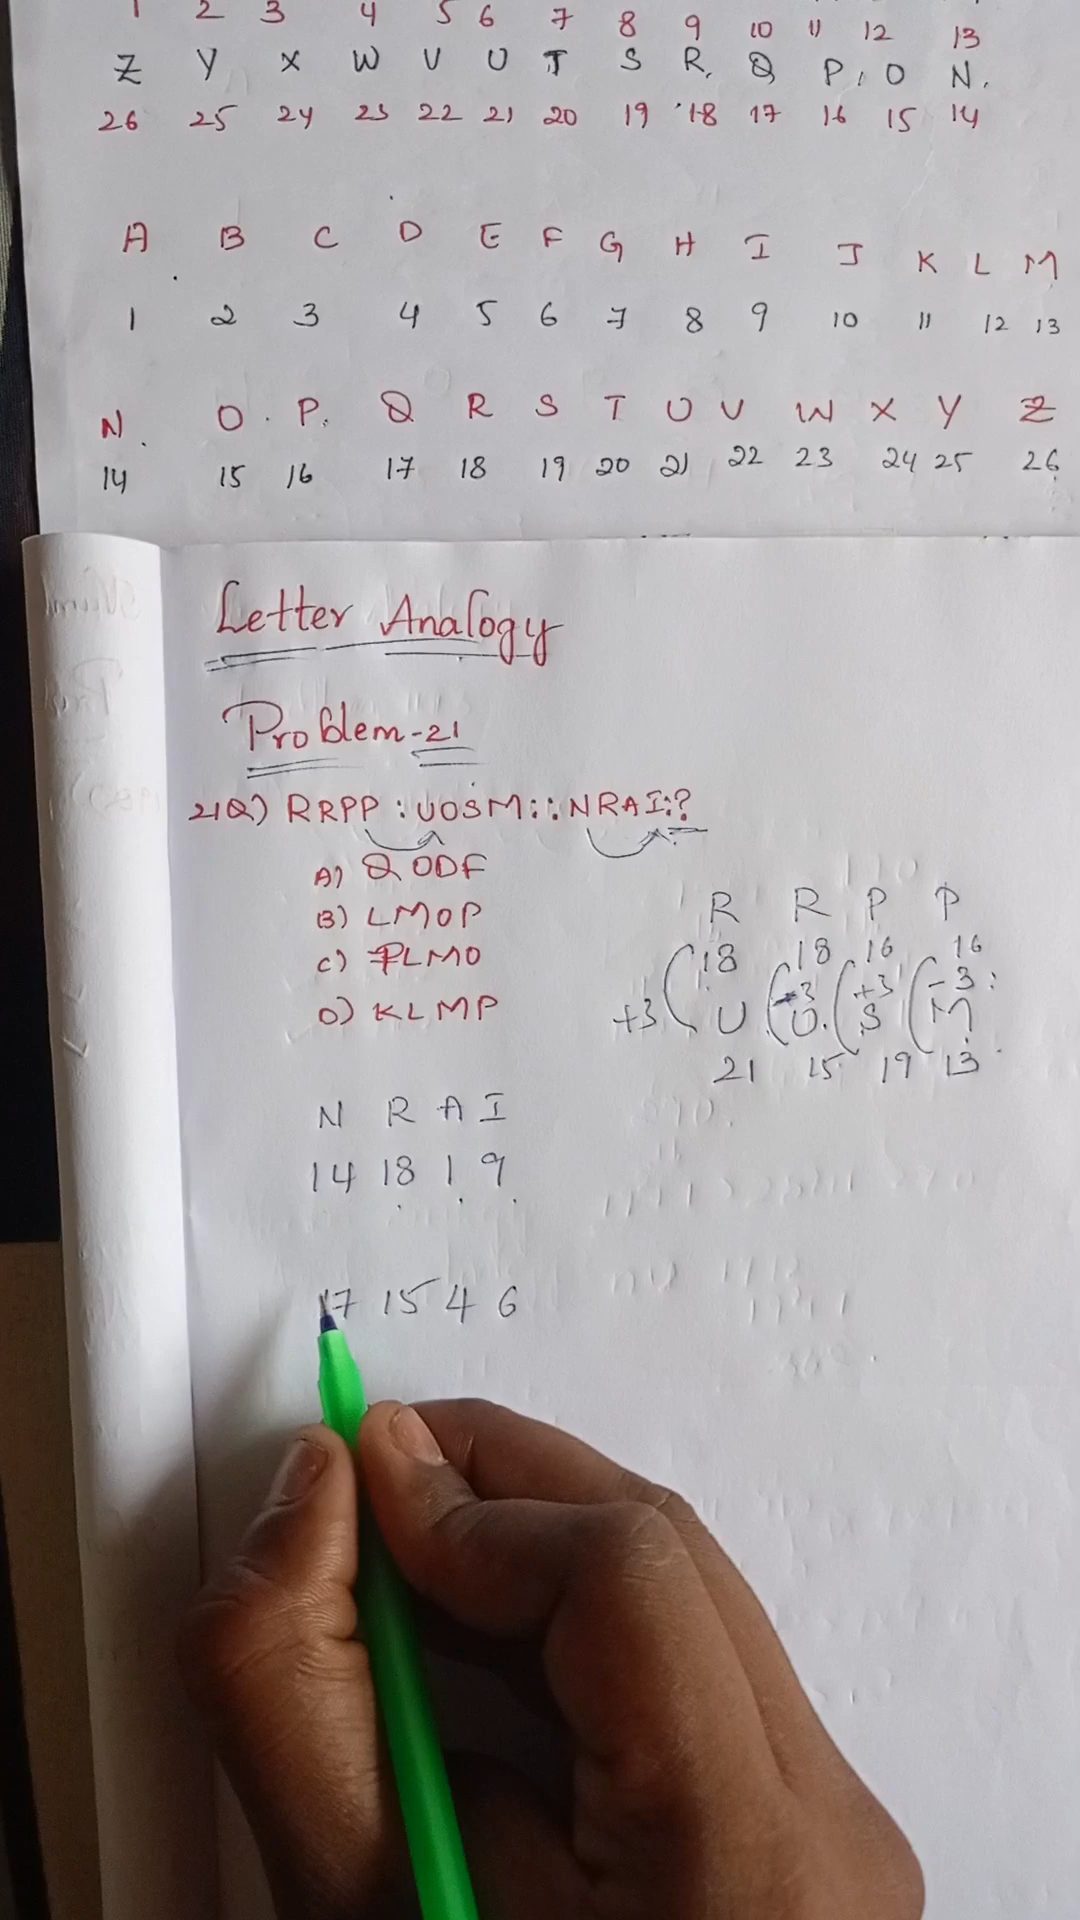 1 2 3 4 5 6 7 8 9 10 11 12 13
Z Y X W V U T S R, Q P, O N.
26 25 24 23 22 21 20 19 18 17 16 15 14
A B C D E F G H I J K L M
1 2 3 4 5 6 7 8 9 10 11 12 13
N. O. P. Q R S T U V W X Y Z
14 15 16 17 18 19 20 21 22 23 24 25 26
Letter Analogy
Problem-21
21Q) RRPP : UOSM :: NRAI:?
A) QODF
B) LMOP
C) PLMO
D) KLMP
R R P P
18 18 16 16
+3 -3 +3 -3:
U O. S M
21 15 19 13
N R A I
14 18 1 9
17 15 4 6